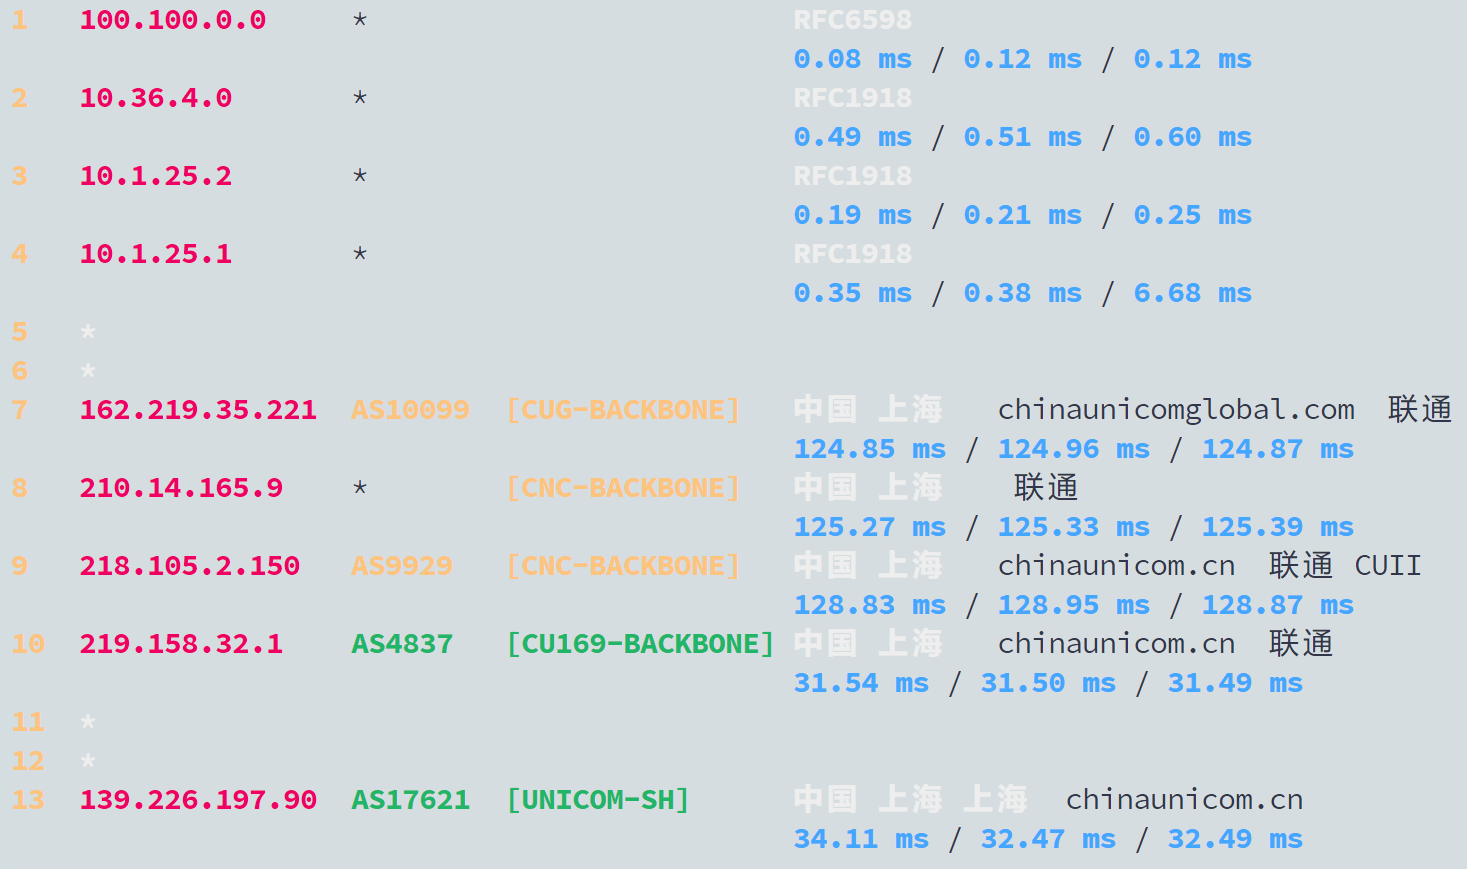 1 100.100.0.0 * RFC6598
0.08 ms / 0.12 ms / 0.12 ms
2 10.36.4.0 * RFC1918
0.49 ms / 0.51 ms / 0.60 ms
3 10.1.25.2 * RFC1918
0.19 ms / 0.21 ms / 0.25 ms
4 10.1.25.1 * RFC1918
0.35 ms / 0.38 ms / 6.68 ms
5 *
6 *
7 162.219.35.221 AS10099 [CUG-BACKBONE] 中国 上海 chinaunicomglobal.com 联通
124.85 ms / 124.96 ms / 124.87 ms
8 210.14.165.9 * [CNC-BACKBONE] 中国 上海 联通
125.27 ms / 125.33 ms / 125.39 ms
9 218.105.2.150 AS9929 [CNC-BACKBONE] 中国 上海 chinaunicom.cn 联通 CUII
128.83 ms / 128.95 ms / 128.87 ms
10 219.158.32.1 AS4837 [CU169-BACKBONE] 中国 上海 chinaunicom.cn 联通
31.54 ms / 31.50 ms / 31.49 ms
11 *
12 *
13 139.226.197.90 AS17621 [UNICOM-SH] 中国 上海 上海 chinaunicom.cn
34.11 ms / 32.47 ms / 32.49 ms